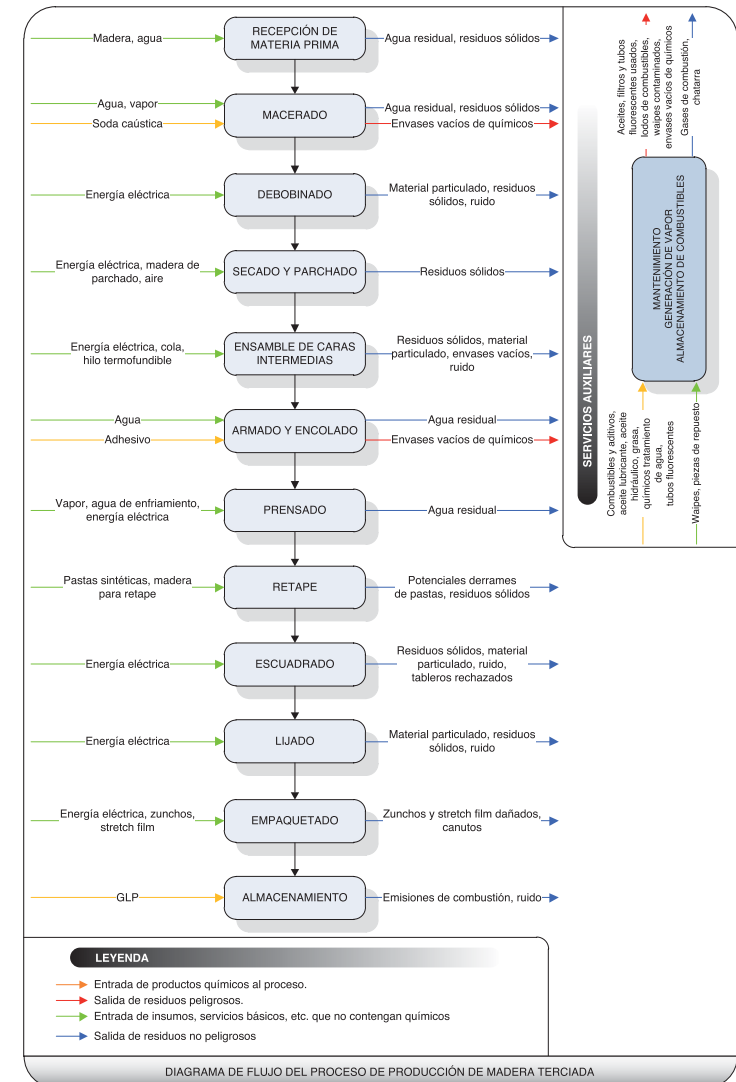 Madera, agua
RECEPCIÓN DE
MATERIA PRIMA
Agua residual, residuos sólidos
Agua, vapor
Soda caústica
MACERADO
Agua residual, residuos sólidos
Envases vacíos de químicos
Energía eléctrica
DEBOBINADO
Material particulado, residuos
sólidos, ruido
Energía eléctrica, madera de
parchado, aire
SECADO Y PARCHADO
Residuos sólidos
Energía eléctrica, cola,
hilo termofundible
ENSAMBLE DE CARAS
INTERMEDIAS
Residuos sólidos, material
particulado, envases vacíos,
ruido
Agua
Adhesivo
ARMADO Y ENCOLADO
Agua residual
Envases vacíos de químicos
Vapor, agua de enfriamiento,
energía eléctrica
PRENSADO
Agua residual
Pastas sintéticas, madera
para retape
RETAPE
Potenciales derrames
de pastas, residuos sólidos
Energía eléctrica
ESCUADRADO
Residuos sólidos, material
particulado, ruido,
tableros rechazados
Energía eléctrica
LIJADO
Material particulado, residuos
sólidos, ruido
Energía eléctrica, zunchos,
stretch film
EMPAQUETADO
Zunchos y stretch film dañados,
canutos
GLP
ALMACENAMIENTO
Emisiones de combustión, ruido
SERVICIOS AUXILIARES
Aceites, filtros y tubos
fluorescentes usados,
lodos de combustibles,
waipes contaminados,
envases vacíos de químicos
Gases de combustión,
chatarra
MANTENIMIENTO
GENERACIÓN DE VAPOR
ALMACENAMIENTO DE COMBUSTIBLES
Combustibles y aditivos,
aceite lubricante, aceite
hidráulico, grasa,
químicos tratamiento
de agua,
tubos fluorescentes
Waipes, piezas de repuesto
LEYENDA
Entrada de productos químicos al proceso.
Salida de residuos peligrosos.
Entrada de insumos, servicios básicos, etc. que no contengan químicos
Salida de residuos no peligrosos
DIAGRAMA DE FLUJO DEL PROCESO DE PRODUCCIÓN DE MADERA TERCIADA